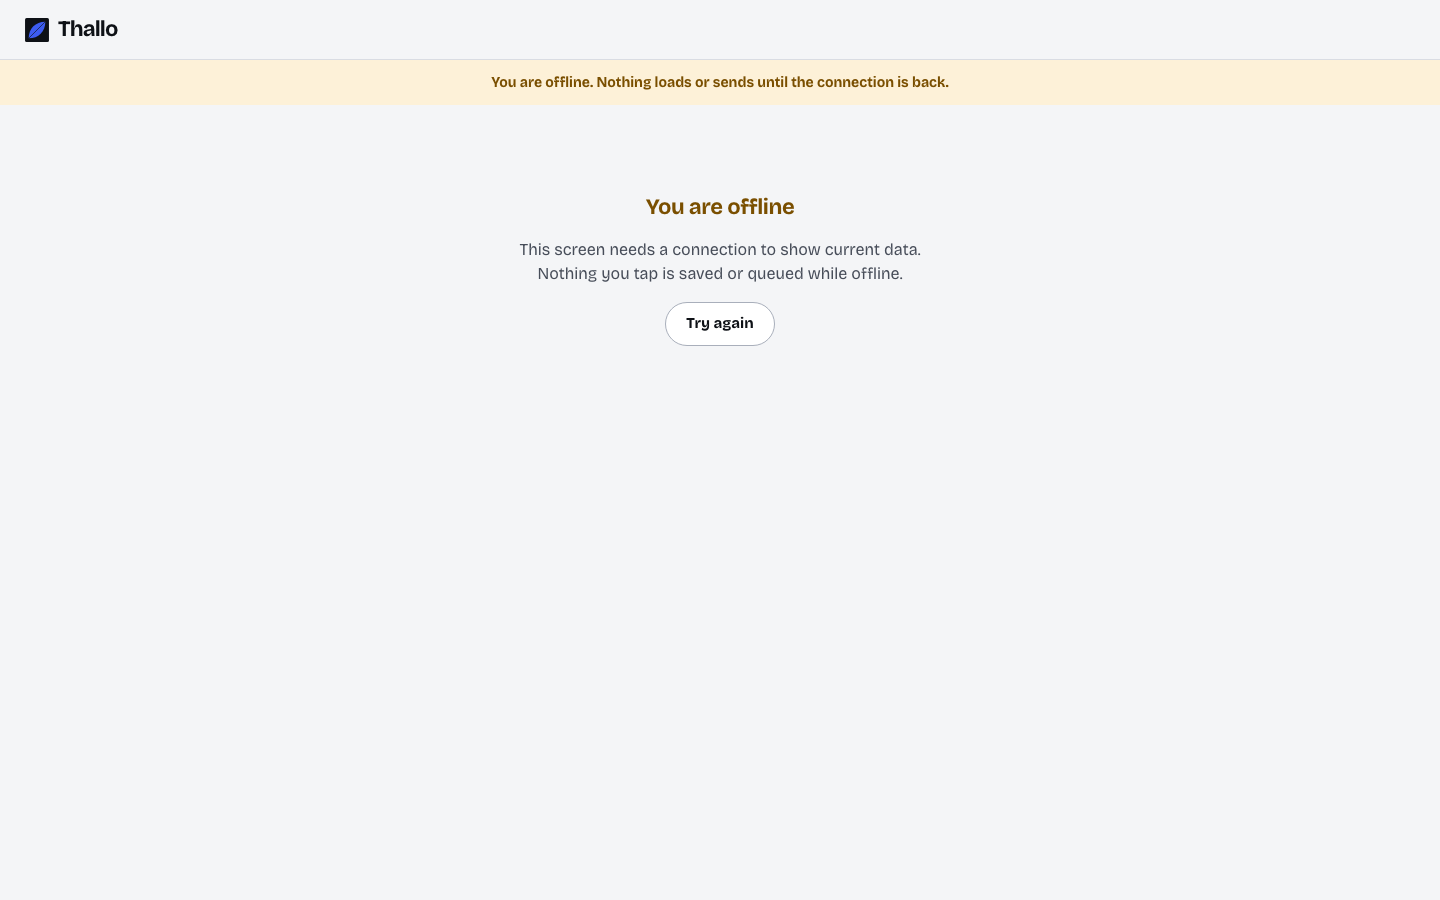 Thallo
You are offline. Nothing loads or sends until the connection is back.
You are offline
This screen needs a connection to show current data.
Nothing you tap is saved or queued while offline.
Try again